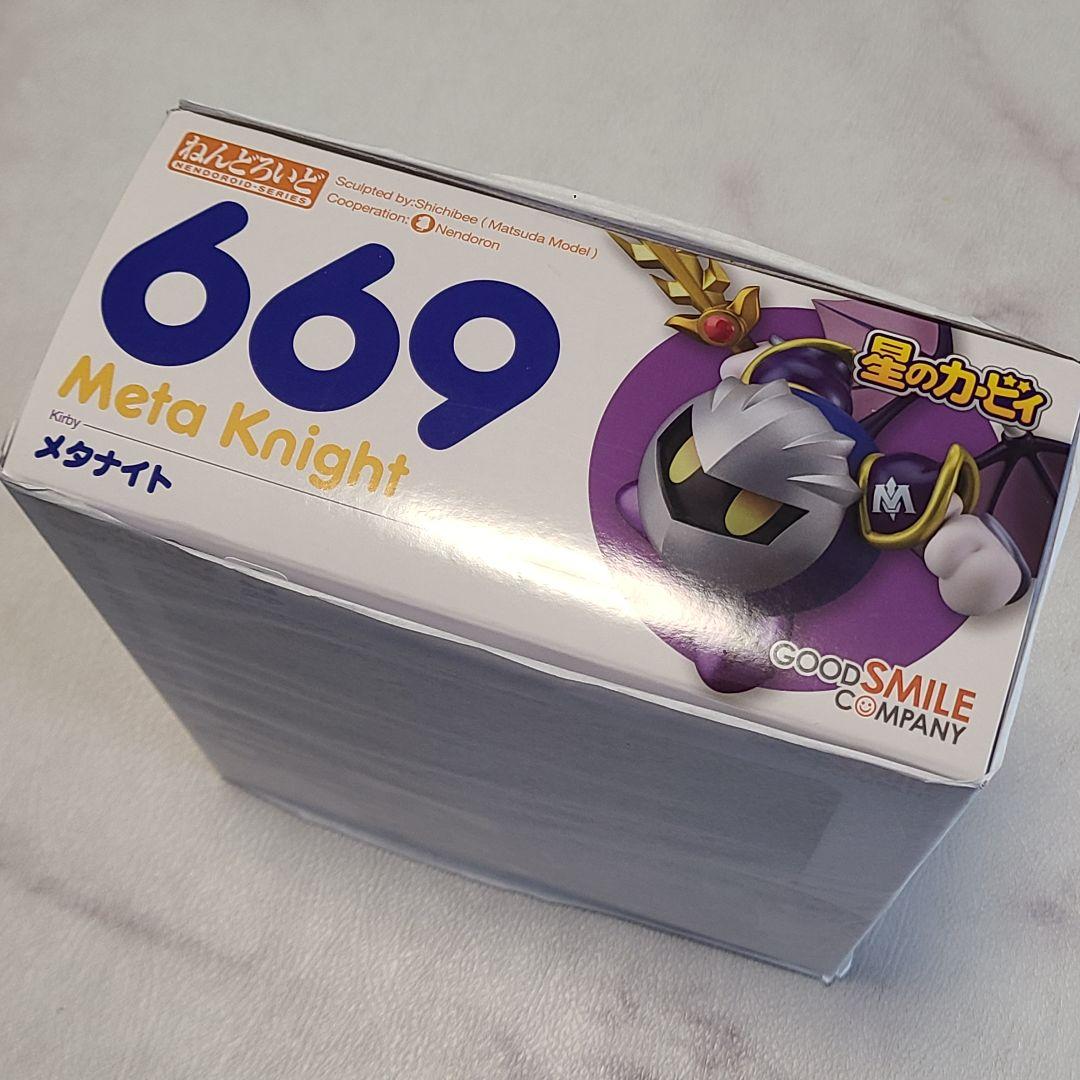 ねんどろいど
NENDOROID-SERIES
Sculpted by:Shichibee ( Matsuda Model )
Cooperation: Nendoron
669
Meta Knight
Kirby
メタナイト
星のカービィ
M
GOOD SMILE
COMPANY